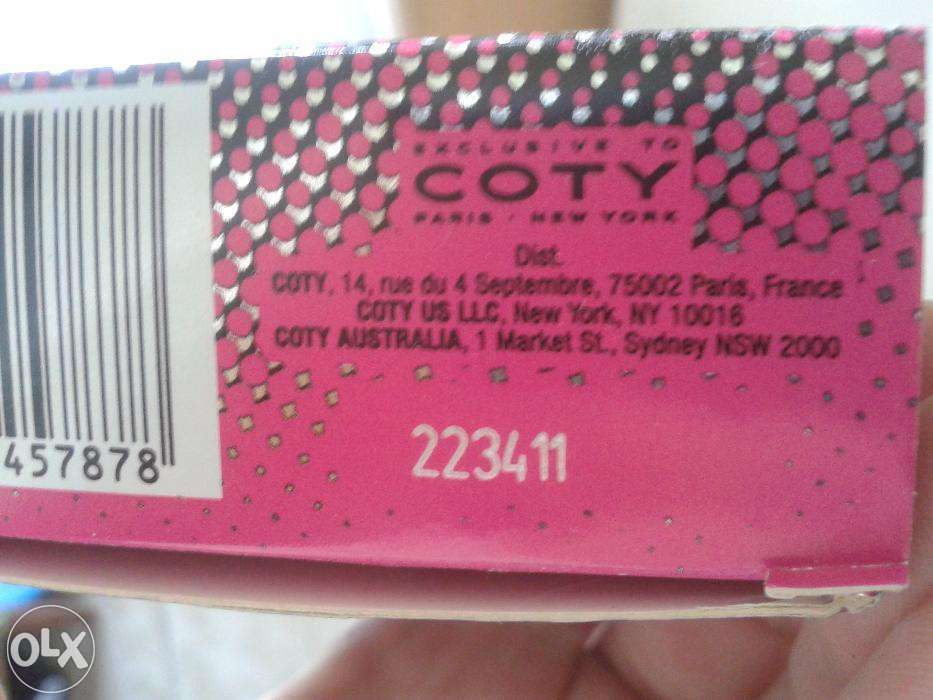 EXCLUSIVE TO
COTY
PARIS · NEW YORK
Dist.
COTY, 14, rue du 4 Septembre, 75002 Paris, France
COTY US LLC, New York, NY 10016
COTY AUSTRALIA, 1 Market St., Sydney NSW 2000
223411
457878
OLX